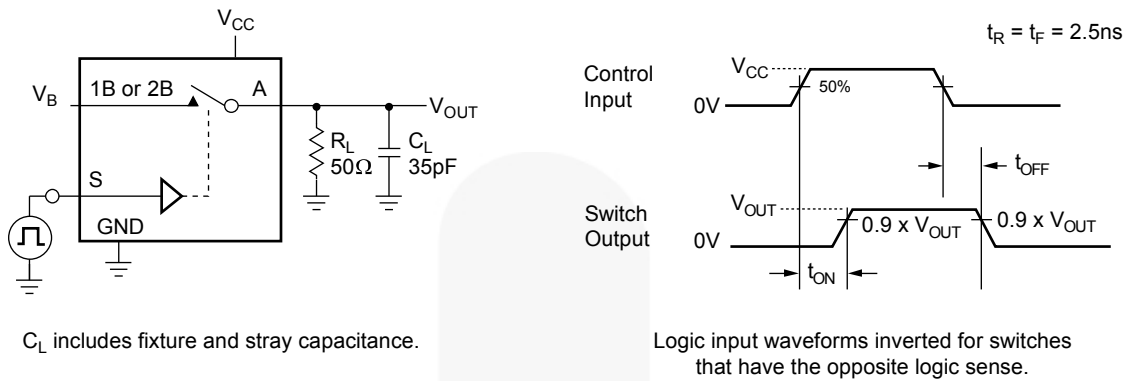 V_CC
V_B
1B or 2B
A
V_OUT
R_L
50Ω
C_L
35pF
S
GND
C_L includes fixture and stray capacitance.
t_R = t_F = 2.5ns
Control
Input
V_CC
50%
0V
t_OFF
Switch
Output
V_OUT
0.9 x V_OUT
0.9 x V_OUT
0V
t_ON
Logic input waveforms inverted for switches
that have the opposite logic sense.